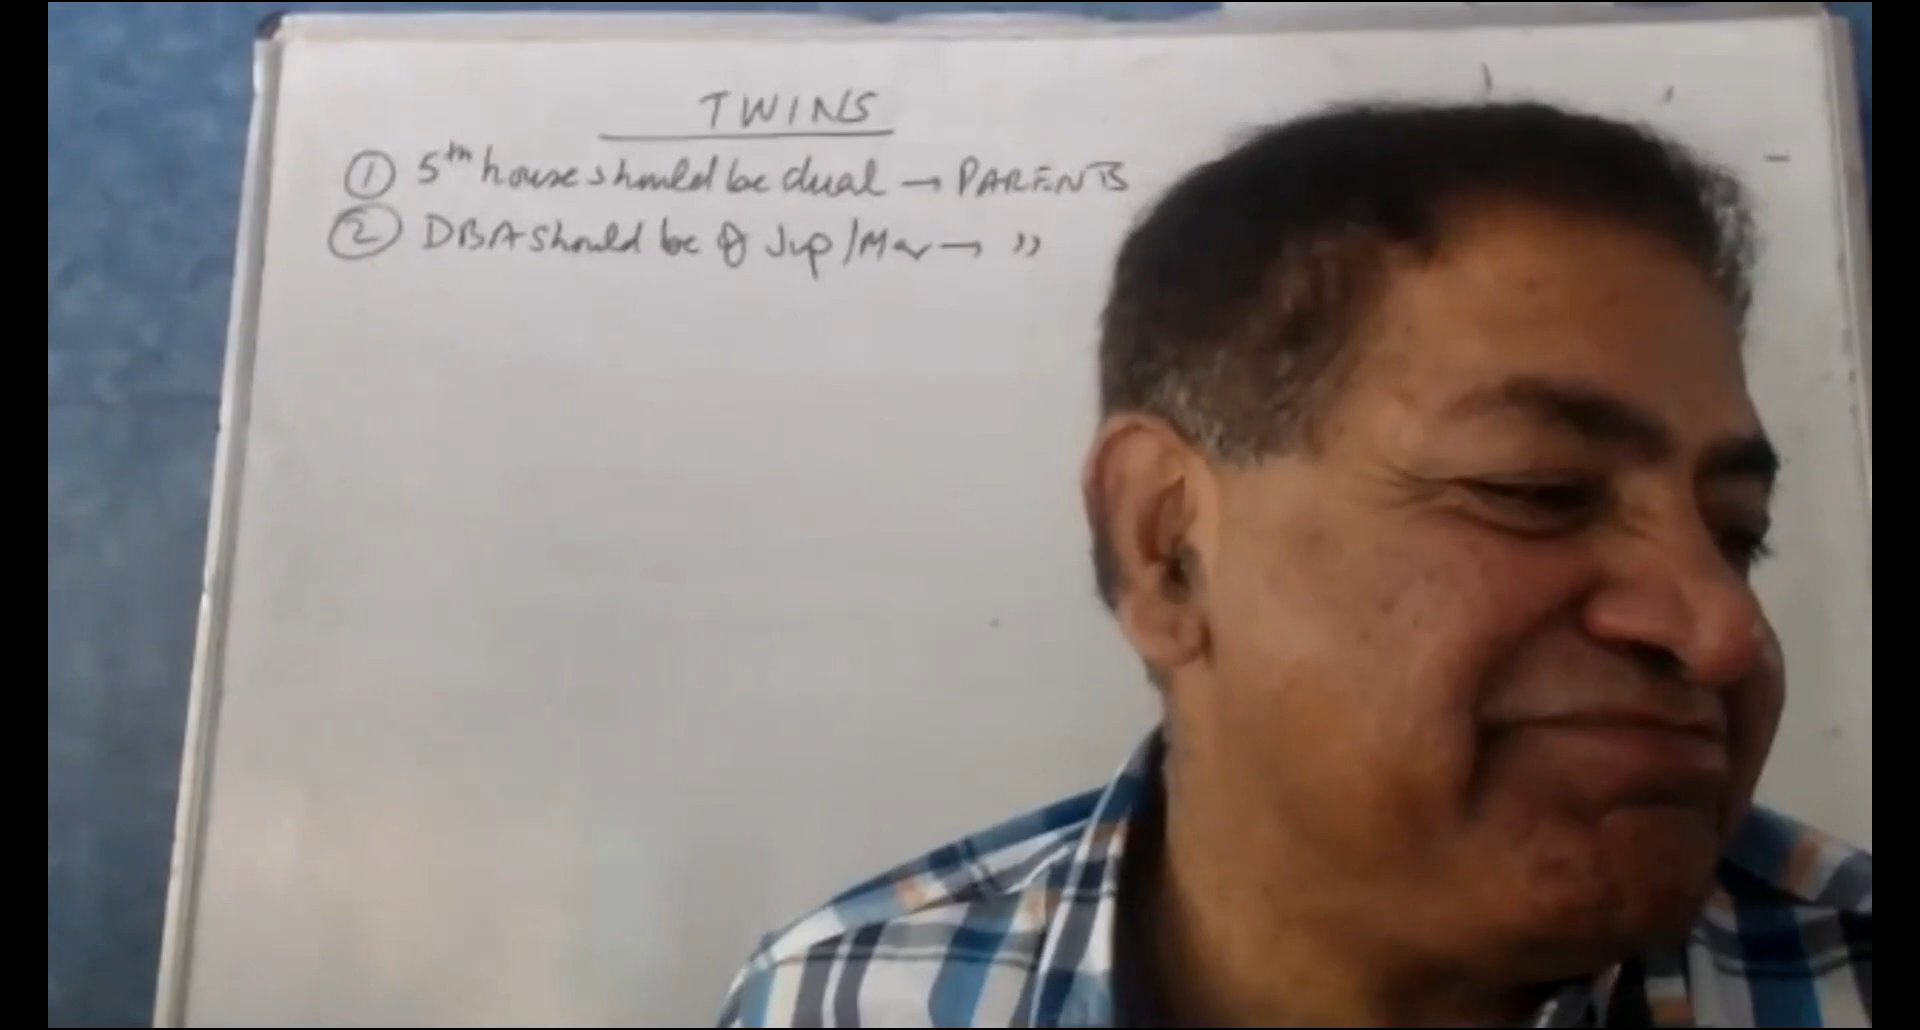 TWINS
① 5th house should be dual → PARENTS
② DBA should be of Jup/Mar → "